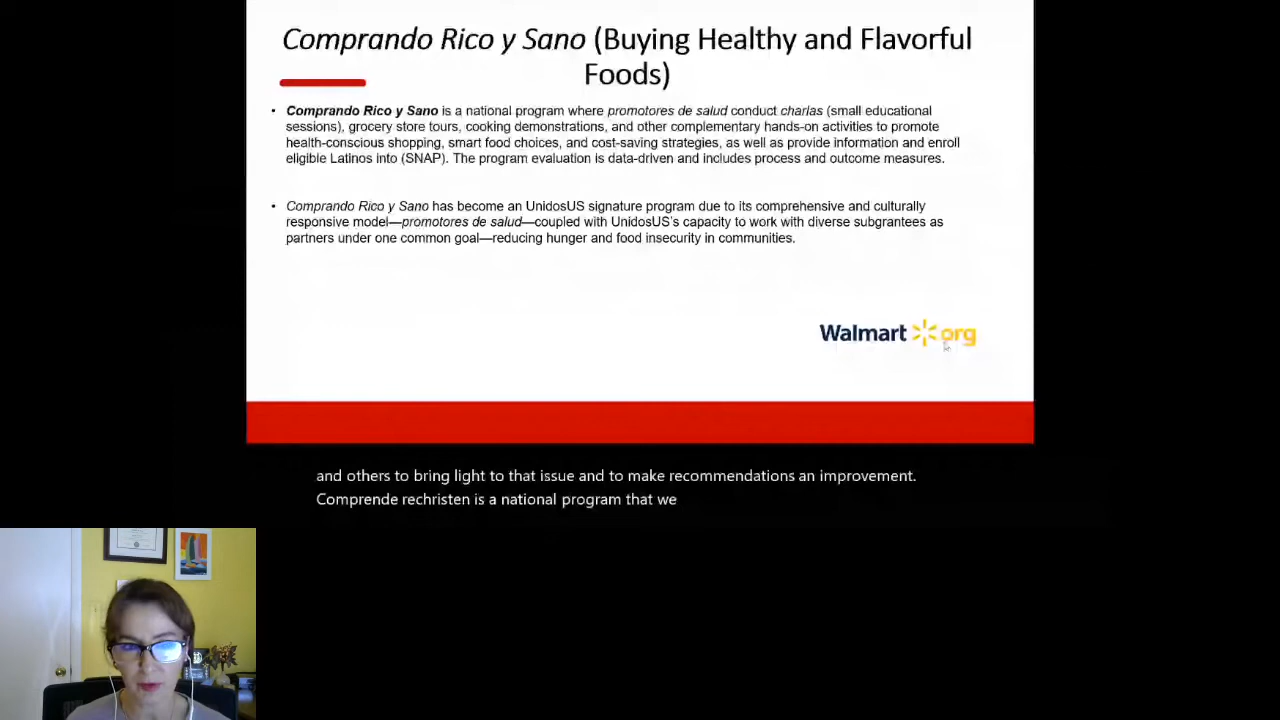 Comprando Rico y Sano (Buying Healthy and Flavorful
Foods)
• Comprando Rico y Sano is a national program where promotores de salud conduct charlas (small educational
sessions), grocery store tours, cooking demonstrations, and other complementary hands-on activities to promote
health-conscious shopping, smart food choices, and cost-saving strategies, as well as provide information and enroll
eligible Latinos into (SNAP). The program evaluation is data-driven and includes process and outcome measures.
• Comprando Rico y Sano has become an UnidosUS signature program due to its comprehensive and culturally
responsive model—promotores de salud—coupled with UnidosUS's capacity to work with diverse subgrantees as
partners under one common goal—reducing hunger and food insecurity in communities.
Walmart org
and others to bring light to that issue and to make recommendations an improvement.
Comprende rechristen is a national program that we